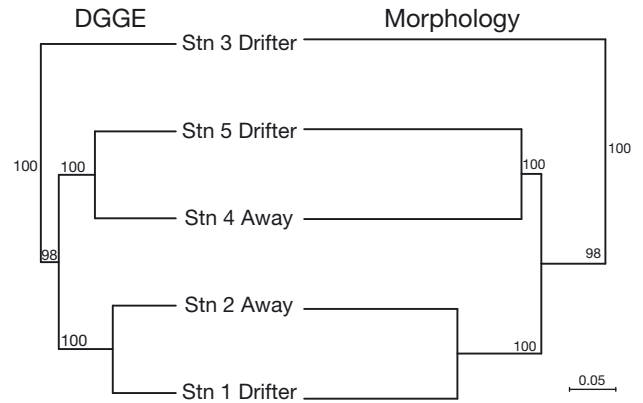 DGGE Morphology
Stn 3 Drifter
Stn 5 Drifter
100 100 100 100
Stn 4 Away
98 98
Stn 2 Away
100 100
0.05
Stn 1 Drifter